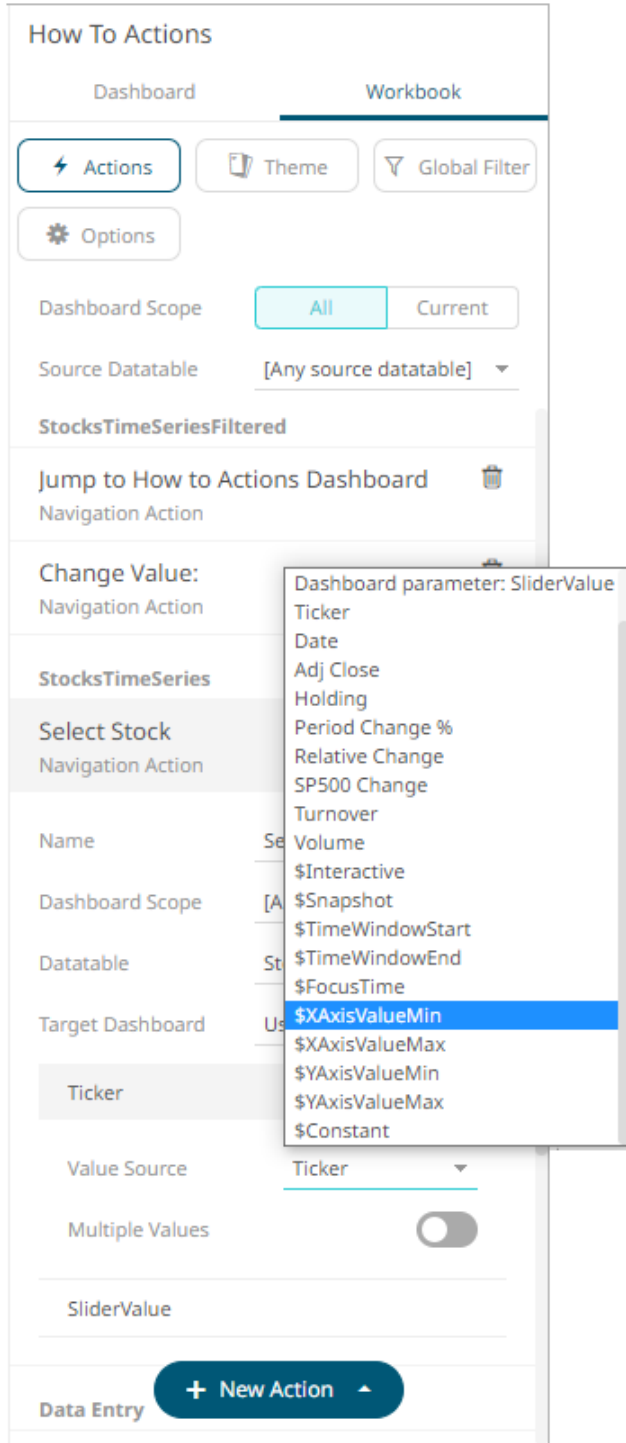 How To Actions
Dashboard Workbook
Actions Theme Global Filter
Options
Dashboard Scope All Current
Source Datatable [Any source datatable]
StocksTimeSeriesFiltered
Jump to How to Actions Dashboard
Navigation Action
Change Value:
Navigation Action
StocksTimeSeries
Select Stock
Navigation Action
Name Se
Dashboard Scope [A
Datatable St
Target Dashboard Us
Ticker
Dashboard parameter: SliderValue
Ticker
Date
Adj Close
Holding
Period Change %
Relative Change
SP500 Change
Turnover
Volume
$Interactive
$Snapshot
$TimeWindowStart
$TimeWindowEnd
$FocusTime
$XAxisValueMin
$XAxisValueMax
$YAxisValueMin
$YAxisValueMax
$Constant
Value Source Ticker
Multiple Values
SliderValue
+ New Action
Data Entry